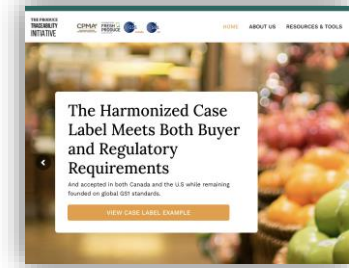 THE PRODUCE
TRACEABILITY
INITIATIVE
CPMA
FRESH
PRODUCE
HOME
ABOUT US
RESOURCES & TOOLS
The Harmonized Case
Label Meets Both Buyer
and Regulatory
Requirements
And accepted in both Canada and the U.S while remaining
founded on global GS1 standards.
VIEW CASE LABEL EXAMPLE